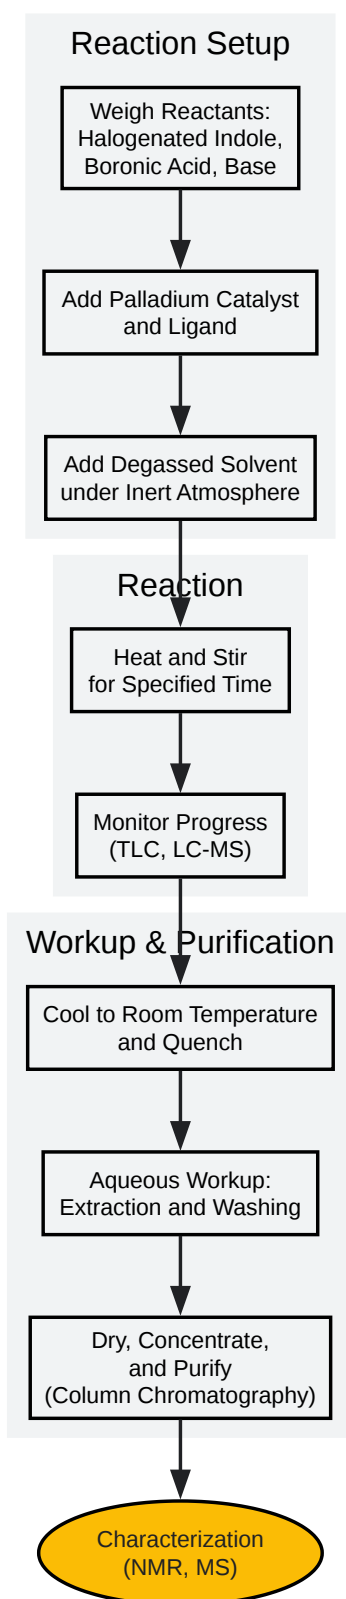 Reaction Setup
Weigh Reactants:
Halogenated Indole,
Boronic Acid, Base
Add Palladium Catalyst
and Ligand
Add Degassed Solvent
under Inert Atmosphere
Reaction
Heat and Stir
for Specified Time
Monitor Progress
(TLC, LC-MS)
Workup & Purification
Cool to Room Temperature
and Quench
Aqueous Workup:
Extraction and Washing
Dry, Concentrate,
and Purify
(Column Chromatography)
Characterization
(NMR, MS)